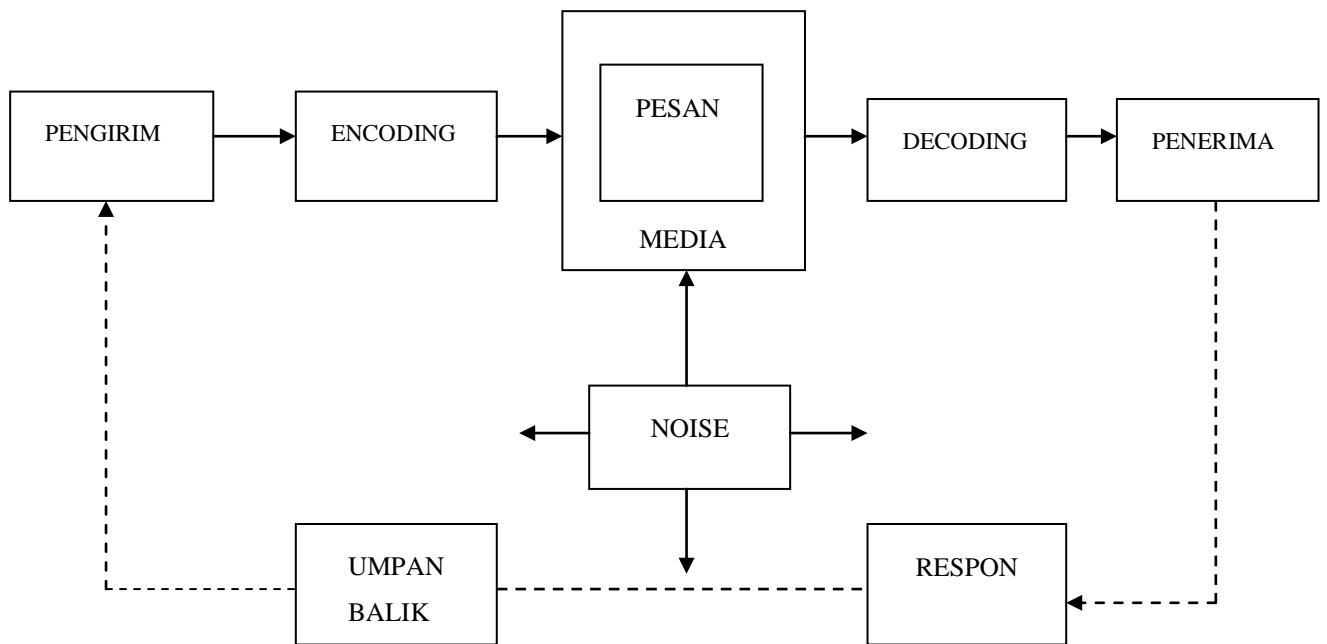 PENGIRIM
ENCODING
PESAN
MEDIA
DECODING
PENERIMA
NOISE
UMPAN
BALIK
RESPON